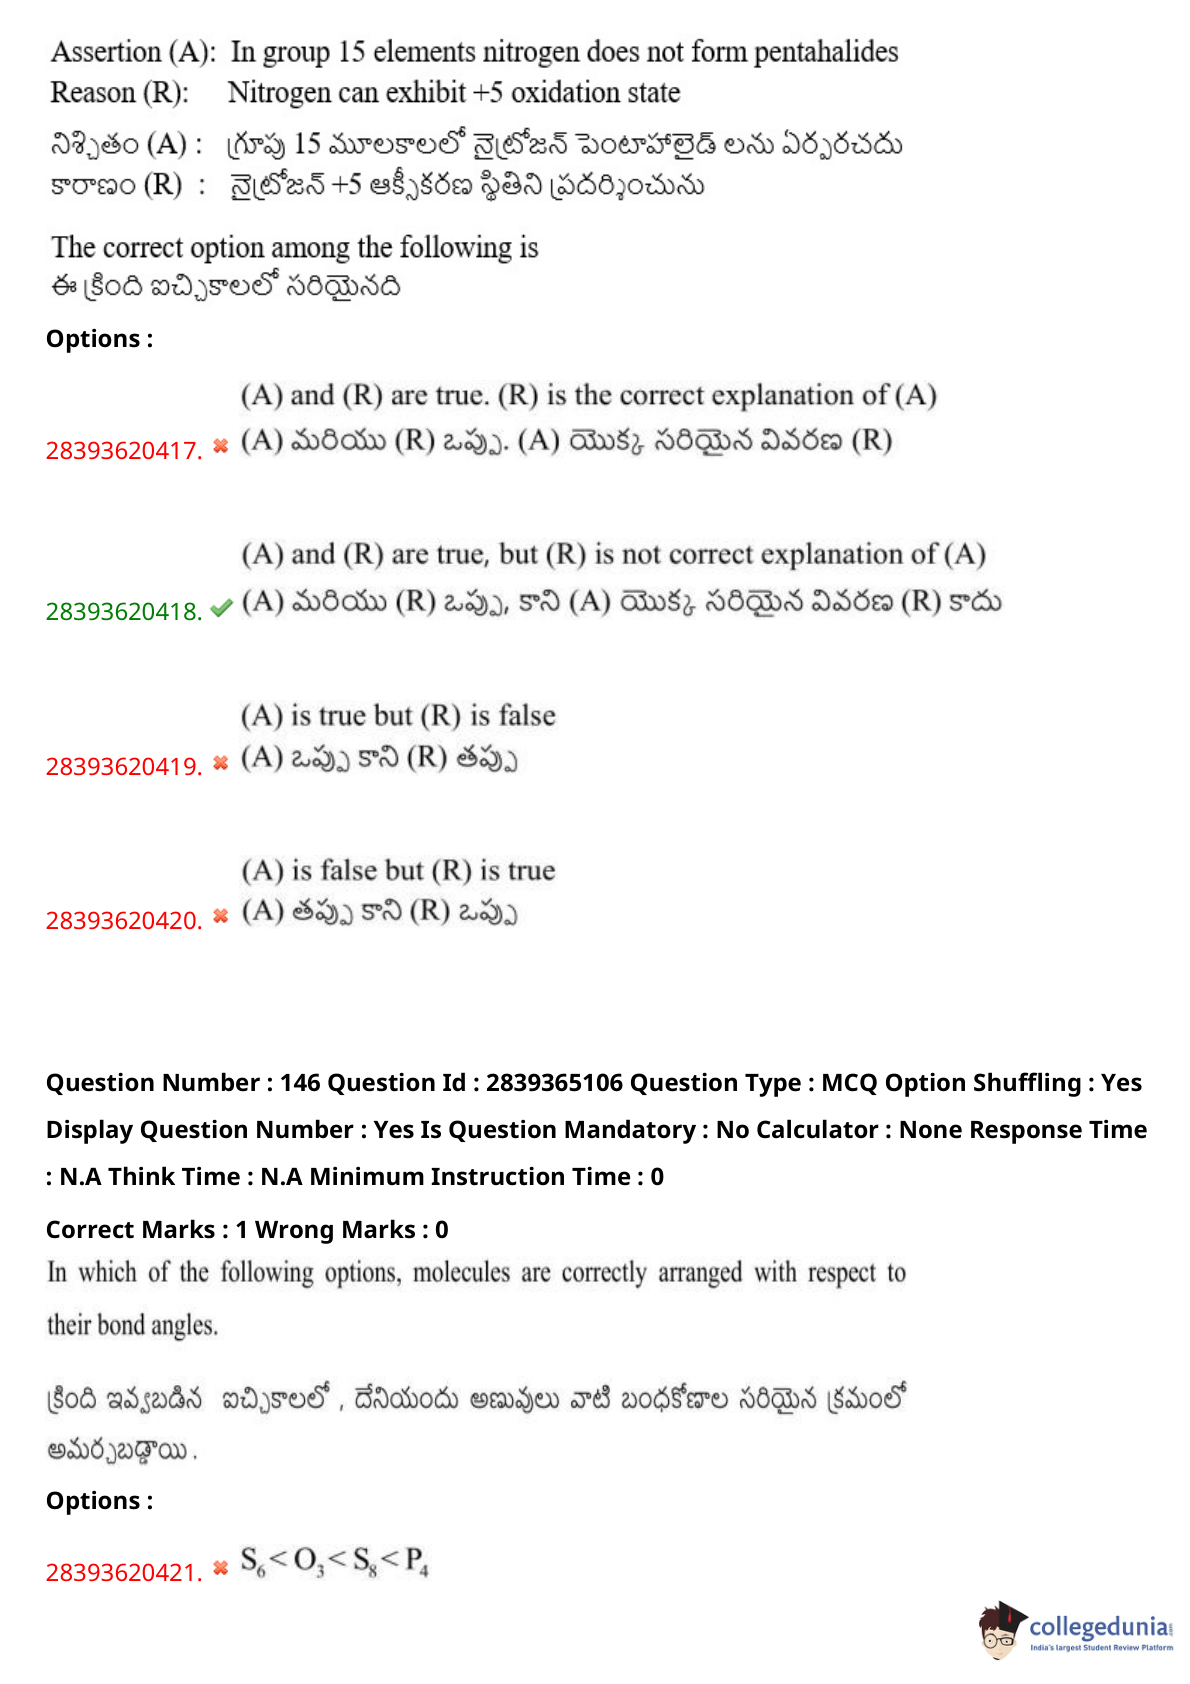 Assertion (A): In group 15 elements nitrogen does not form pentahalides
Reason (R): Nitrogen can exhibit +5 oxidation state
నిశ్చితం (A) : గ్రూపు 15 మూలకాలలో నైట్రోజన్ పెంటాహాలైడ్ లను ఏర్పరచదు
కారాణం (R) : నైట్రోజన్ +5 ఆక్సీకరణ స్థితిని ప్రదర్శించును
The correct option among the following is
ఈ క్రింది ఐచ్చికాలలో సరియైనది
Options :
(A) and (R) are true. (R) is the correct explanation of (A)
28393620417. (A) మరియు (R) ఒప్పు. (A) యొక్క సరియైన వివరణ (R)
(A) and (R) are true, but (R) is not correct explanation of (A)
28393620418. (A) మరియు (R) ఒప్పు, కాని (A) యొక్క సరియైన వివరణ (R) కాదు
(A) is true but (R) is false
28393620419. (A) ఒప్పు కాని (R) తప్పు
(A) is false but (R) is true
28393620420. (A) తప్పు కాని (R) ఒప్పు
Question Number : 146 Question Id : 2839365106 Question Type : MCQ Option Shuffling : Yes
Display Question Number : Yes Is Question Mandatory : No Calculator : None Response Time
: N.A Think Time : N.A Minimum Instruction Time : 0
Correct Marks : 1 Wrong Marks : 0
In which of the following options, molecules are correctly arranged with respect to
their bond angles.
క్రింది ఇవ్వబడిన ఐచ్చికాలలో , దేనియందు అణువులు వాటి బంధకోణాల సరియైన క్రమంలో
అమర్చబడ్డాయి .
Options :
28393620421. S₆ < O₃ < S₈ < P₄
collegedunia.com
India's largest Student Review Platform